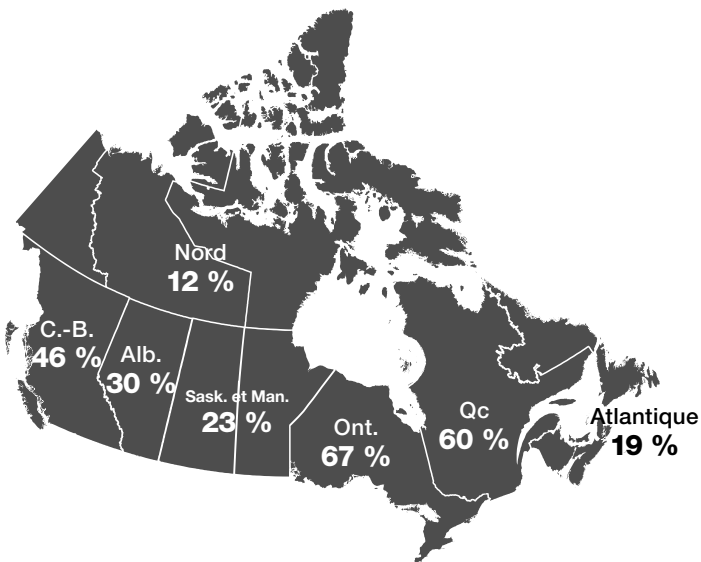 Nord
12 %
C.-B.
46 %
Alb.
30 %
Sask. et Man.
23 %
Ont.
67 %
Qc
60 %
Atlantique
19 %